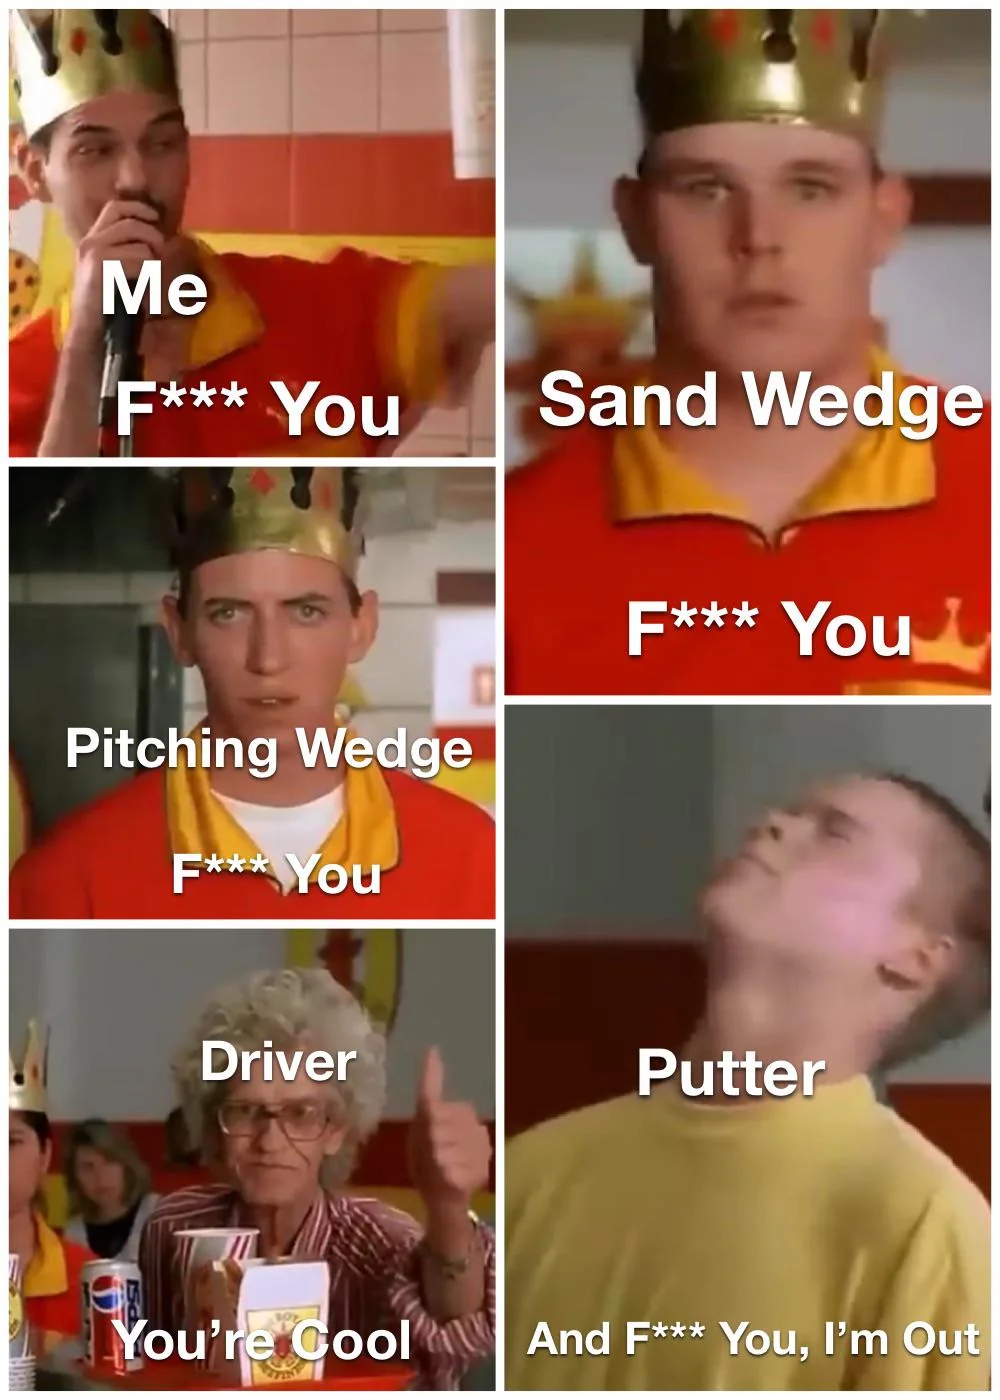 Me
F*** You
Sand Wedge
F*** You
Pitching Wedge
F*** You
Driver
You’re Cool
Putter
And F*** You, I’m Out